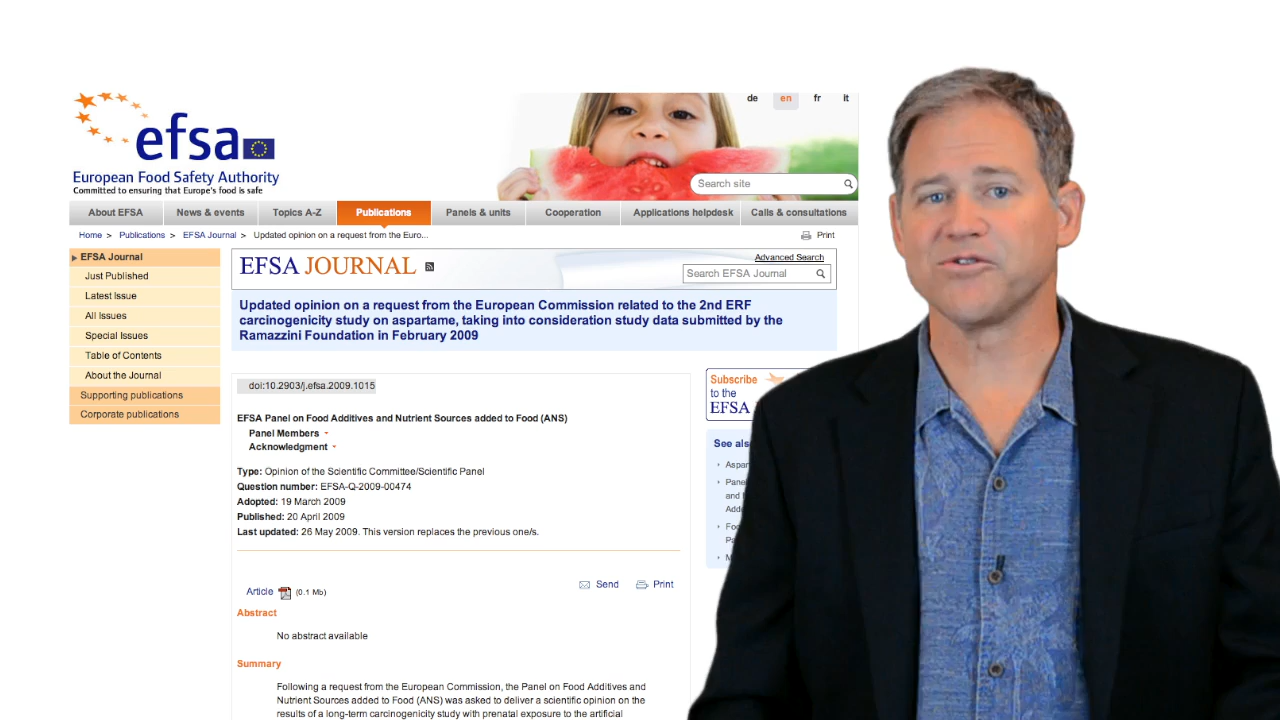 de en fr it
efsa
European Food Safety Authority
Committed to ensuring that Europe's food is safe
Search site
About EFSA News & events Topics A-Z Publications Panels & units Cooperation Applications helpdesk Calls & consultations
Home > Publications > EFSA Journal > Updated opinion on a request from the Euro... Print
EFSA Journal
Just Published
Latest Issue
All Issues
Special Issues
Table of Contents
About the Journal
Supporting publications
Corporate publications
EFSA JOURNAL
Advanced Search
Search EFSA Journal
Updated opinion on a request from the European Commission related to the 2nd ERF
carcinogenicity study on aspartame, taking into consideration study data submitted by the
Ramazzini Foundation in February 2009
doi:10.2903/j.efsa.2009.1015
EFSA Panel on Food Additives and Nutrient Sources added to Food (ANS)
Panel Members
Acknowledgment
Type: Opinion of the Scientific Committee/Scientific Panel
Question number: EFSA-Q-2009-00474
Adopted: 19 March 2009
Published: 20 April 2009
Last updated: 26 May 2009. This version replaces the previous one/s.
Send Print
Article (0.1 Mb)
Abstract
No abstract available
Summary
Following a request from the European Commission, the Panel on Food Additives and
Nutrient Sources added to Food (ANS) was asked to deliver a scientific opinion on the
results of a long-term carcinogenicity study with prenatal exposure to the artificial
Subscribe
to the
EFSA
See
and